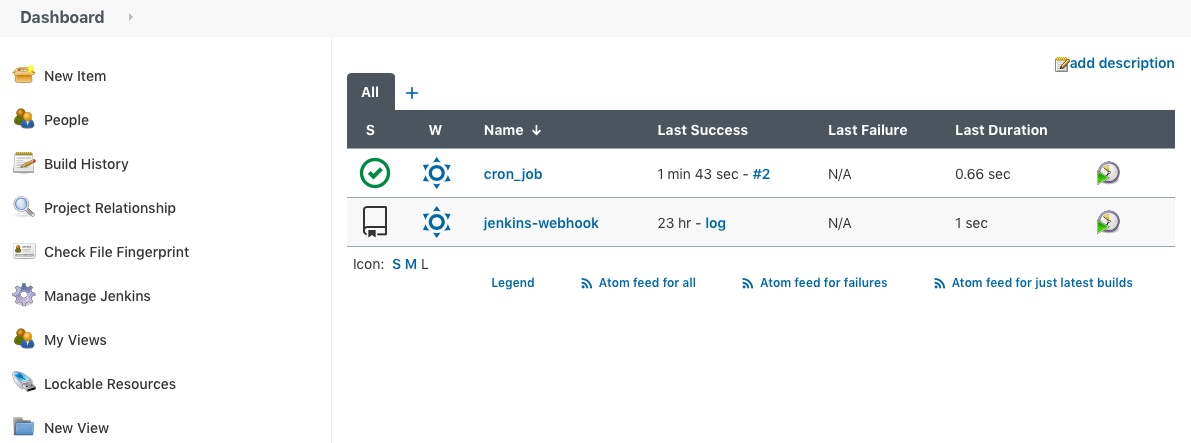 Dashboard
New Item
People
Build History
Project Relationship
Check File Fingerprint
Manage Jenkins
My Views
Lockable Resources
New View
add description
All +
S W Name ↓ Last Success Last Failure Last Duration
cron_job 1 min 43 sec - #2 N/A 0.66 sec
jenkins-webhook 23 hr - log N/A 1 sec
Icon: S M L
Legend Atom feed for all Atom feed for failures Atom feed for just latest builds